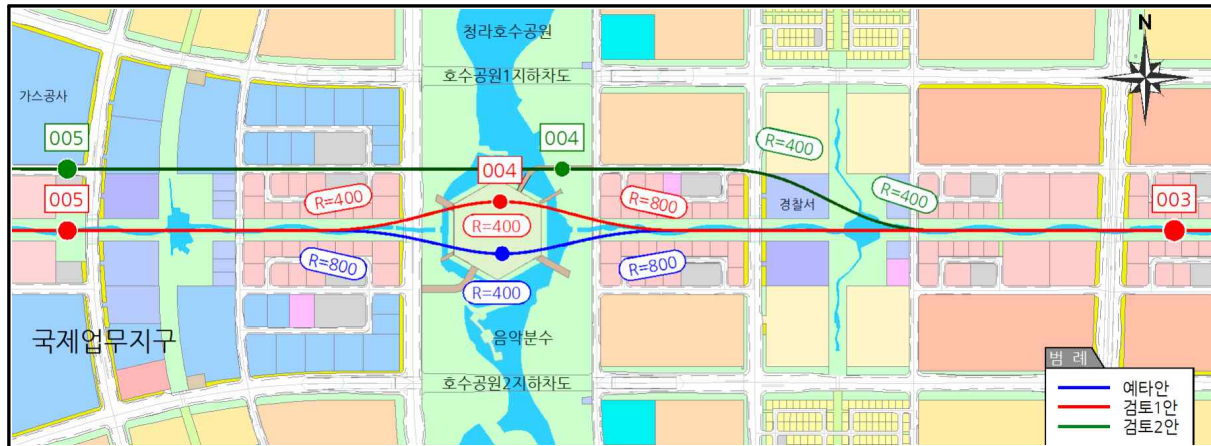 청라호수공원
N
호수공원1지하차도
가스공사
005
004
R=400
004
005
R=400
R=800
경찰서
R=400
003
R=400
R=800
R=800
R=400
국제업무지구
음악분수
호수공원2지하차도
범 례
예타안
검토1안
검토2안